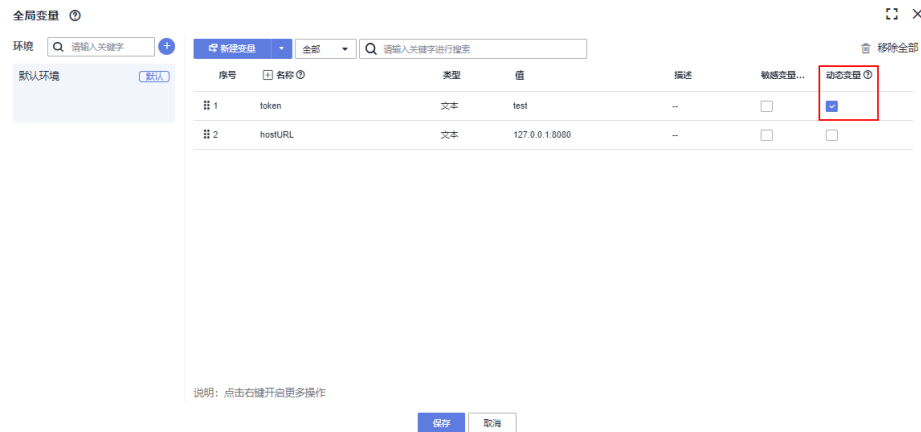 全局变量
环境 请输入关键字
新建变量 全部 请输入关键字进行搜索 移除全部
默认环境 默认
序号 名称 类型 值 描述 敏感变量... 动态变量
1 token 文本 test --
2 hostURL 文本 127.0.0.1:8080 --
说明：点击右键开启更多操作
保存 取消